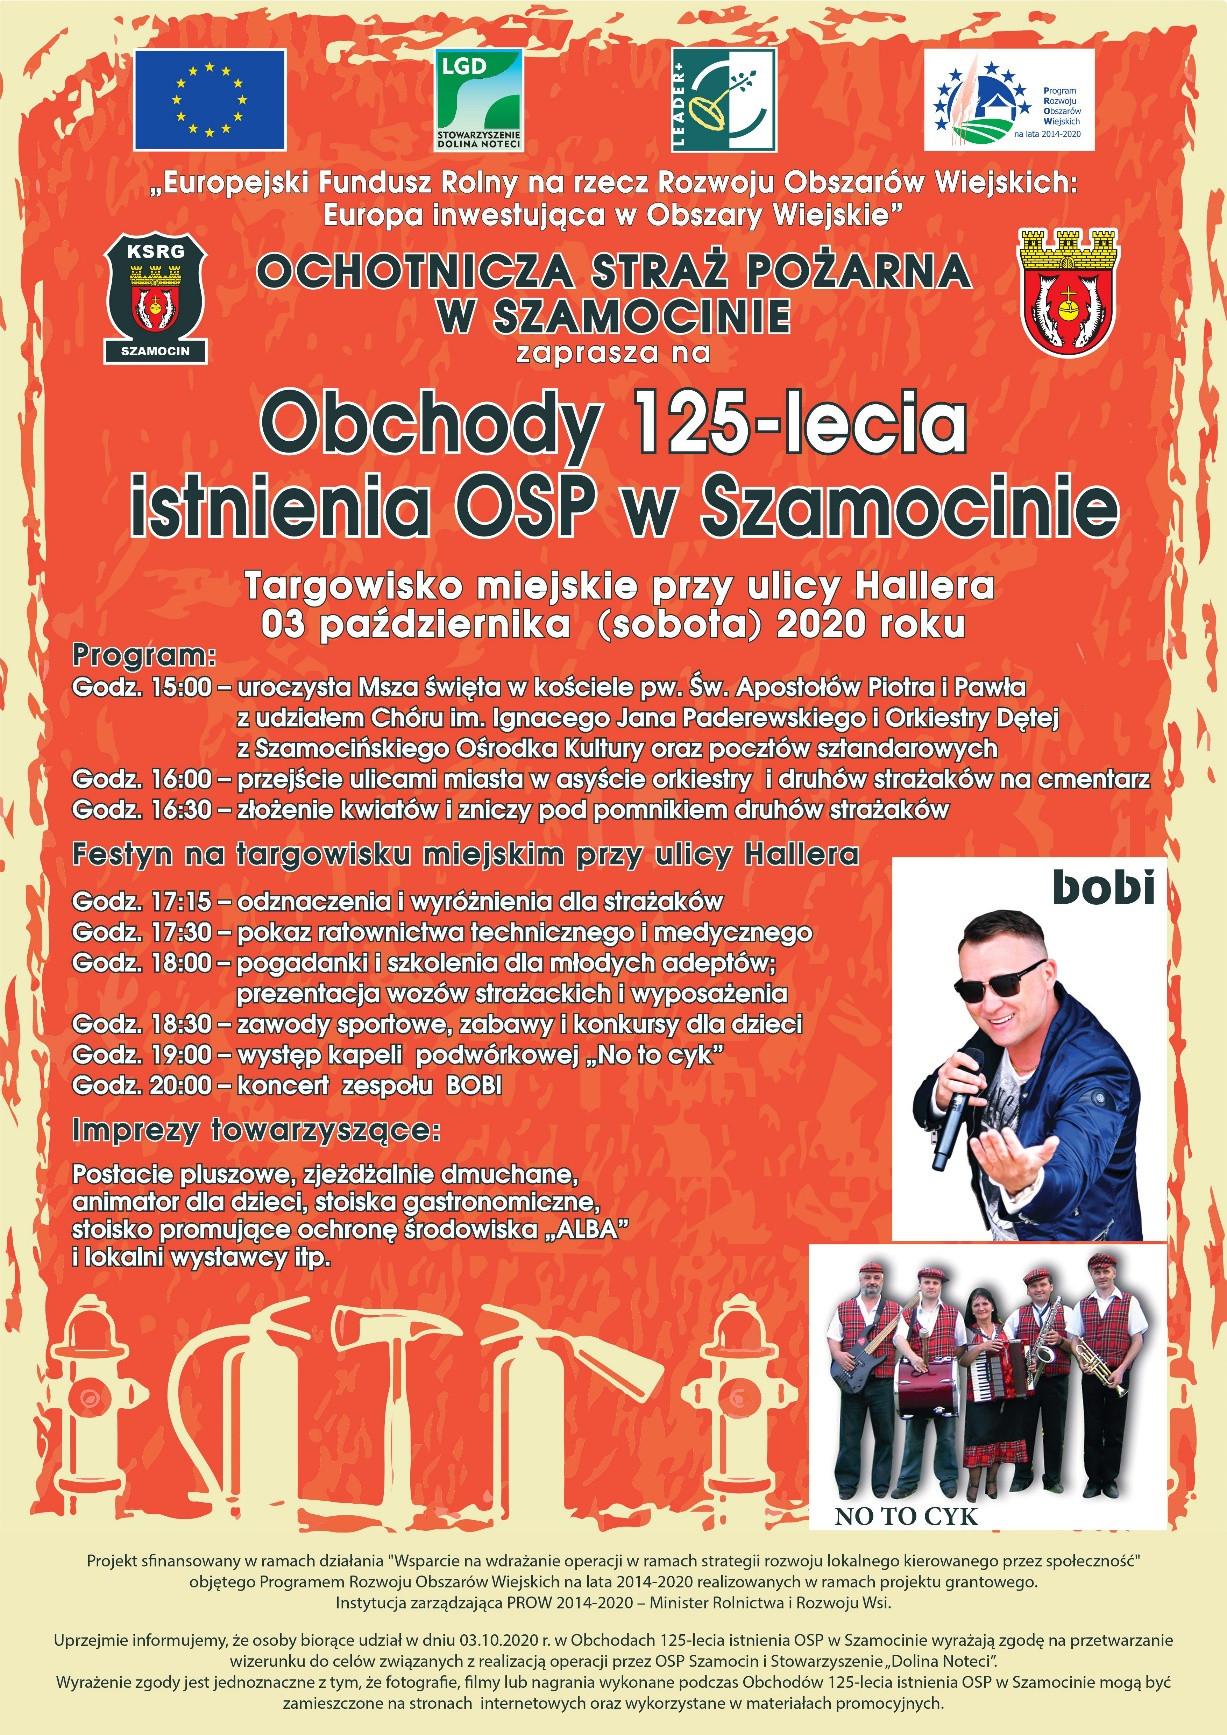 LGD
STOWARZYSZENIE
DOLINA NOTECI
LEADER+
Program
Rozwoju
Obszarów
Wiejskich
na lata 2014-2020
„Europejski Fundusz Rolny na rzecz Rozwoju Obszarów Wiejskich:
Europa inwestująca w Obszary Wiejskie”
KSRG
SZAMOCIN
OCHOTNICZA STRAŻ POŻARNA
W SZAMOCINIE
zaprasza na
Obchody 125-lecia
istnienia OSP w Szamocinie
Targowisko miejskie przy ulicy Hallera
03 października (sobota) 2020 roku
Program:
Godz. 15:00 – uroczysta Msza święta w kościele pw. Św. Apostołów Piotra i Pawła
z udziałem Chóru im. Ignacego Jana Paderewskiego i Orkiestry Dętej
z Szamocińskiego Ośrodka Kultury oraz pocztów sztandarowych
Godz. 16:00 – przejście ulicami miasta w asyście orkiestry i druhów strażaków na cmentarz
Godz. 16:30 – złożenie kwiatów i zniczy pod pomnikiem druhów strażaków
Festyn na targowisku miejskim przy ulicy Hallera
Godz. 17:15 – odznaczenia i wyróżnienia dla strażaków
Godz. 17:30 – pokaz ratownictwa technicznego i medycznego
Godz. 18:00 – pogadanki i szkolenia dla młodych adeptów;
prezentacja wozów strażackich i wyposażenia
Godz. 18:30 – zawody sportowe, zabawy i konkursy dla dzieci
Godz. 19:00 – występ kapeli podwórkowej „No to cyk”
Godz. 20:00 – koncert zespołu BOBI
bobi
Imprezy towarzyszące:
Postacie pluszowe, zjeżdżalnie dmuchane,
animator dla dzieci, stoiska gastronomiczne,
stoisko promujące ochronę środowiska „ALBA”
i lokalni wystawcy itp.
NO TO CYK
Projekt sfinansowany w ramach działania "Wsparcie na wdrażanie operacji w ramach strategii rozwoju lokalnego kierowanego przez społeczność"
objętego Programem Rozwoju Obszarów Wiejskich na lata 2014-2020 realizowanych w ramach projektu grantowego.
Instytucja zarządzająca PROW 2014-2020 – Minister Rolnictwa i Rozwoju Wsi.
Uprzejmie informujemy, że osoby biorące udział w dniu 03.10.2020 r. w Obchodach 125-lecia istnienia OSP w Szamocinie wyrażają zgodę na przetwarzanie
wizerunku do celów związanych z realizacją operacji przez OSP Szamocin i Stowarzyszenie „Dolina Noteci”.
Wyrażenie zgody jest jednoznaczne z tym, że fotografie, filmy lub nagrania wykonane podczas Obchodów 125-lecia istnienia OSP w Szamocinie mogą być
zamieszczone na stronach internetowych oraz wykorzystane w materiałach promocyjnych.